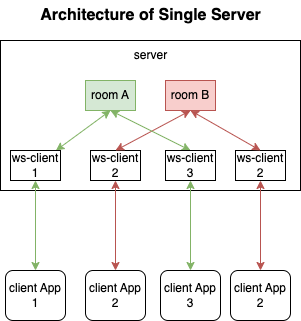 Architecture of Single Server
server
room A
room B
ws-client
1
ws-client
2
ws-client
3
ws-client
2
client App
1
client App
2
client App
3
client App
2